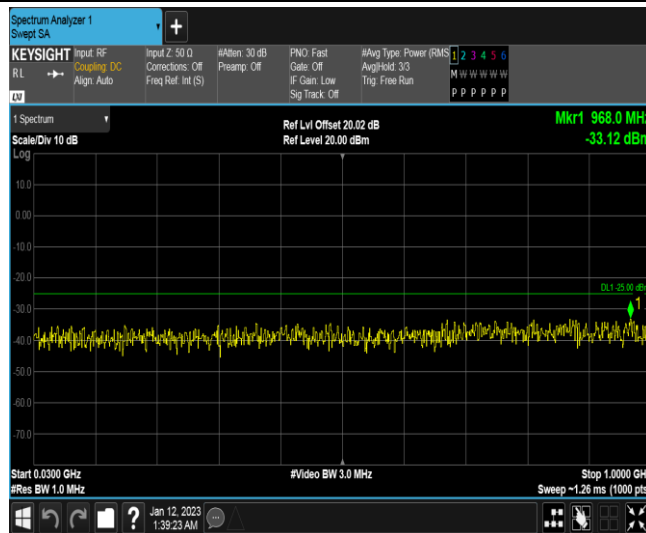 Spectrum Analyzer 1
Swept SA
+
KEYSIGHT Input: RF Input Z: 50 Ω #Atten: 30 dB PNO: Fast #Avg Type: Power (RMS 1 2 3 4 5 6
RL Coupling: DC Corrections: Off Preamp: Off Gate: Off Avg|Hold: 3/3 M W W W W W
Align: Auto Freq Ref: Int (S) IF Gain: Low Trig: Free Run
LXI Sig Track: Off P P P P P P
1 Spectrum Ref Lvl Offset 20.02 dB Mkr1 968.0 MHz
Scale/Div 10 dB Ref Level 20.00 dBm -33.12 dBm
Log
10.0
0.00
-10.0
-20.0
DL1 -25.00 dBm
1
-30.0
-40.0
-50.0
-60.0
-70.0
Start 0.0300 GHz #Video BW 3.0 MHz Stop 1.0000 GH
#Res BW 1.0 MHz Sweep ~1.26 ms (1000 pts
? Jan 12, 2023
1:39:23 AM